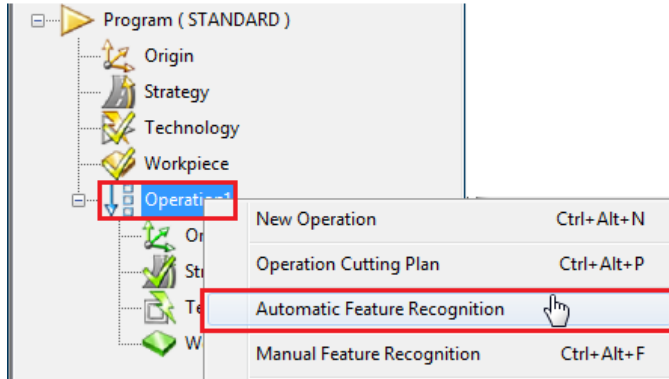 Program ( STANDARD )
Origin
Strategy
Technology
Workpiece
Operation1
New Operation Ctrl+Alt+N
Operation Cutting Plan Ctrl+Alt+P
Automatic Feature Recognition
Manual Feature Recognition Ctrl+Alt+F